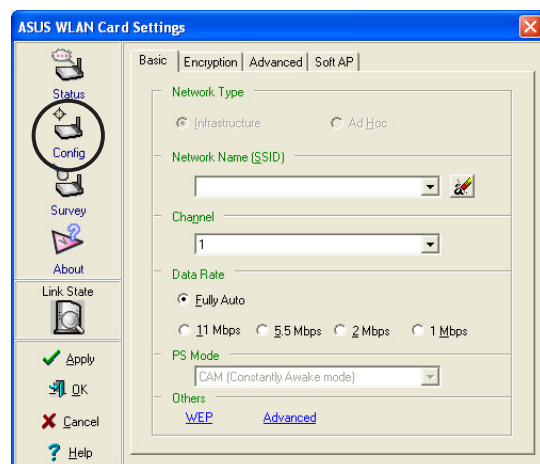 ASUS WLAN Card Settings
Status
Config
Survey
About
Link State
Apply
OK
Cancel
Help
Basic Encryption Advanced Soft AP
Network Type
Infrastructure Ad Hoc
Network Name (SSID)
Channel
1
Data Rate
Fully Auto
11 Mbps 5.5 Mbps 2 Mbps 1 Mbps
PS Mode
CAM (Constantly Awake mode)
Others
WEP Advanced